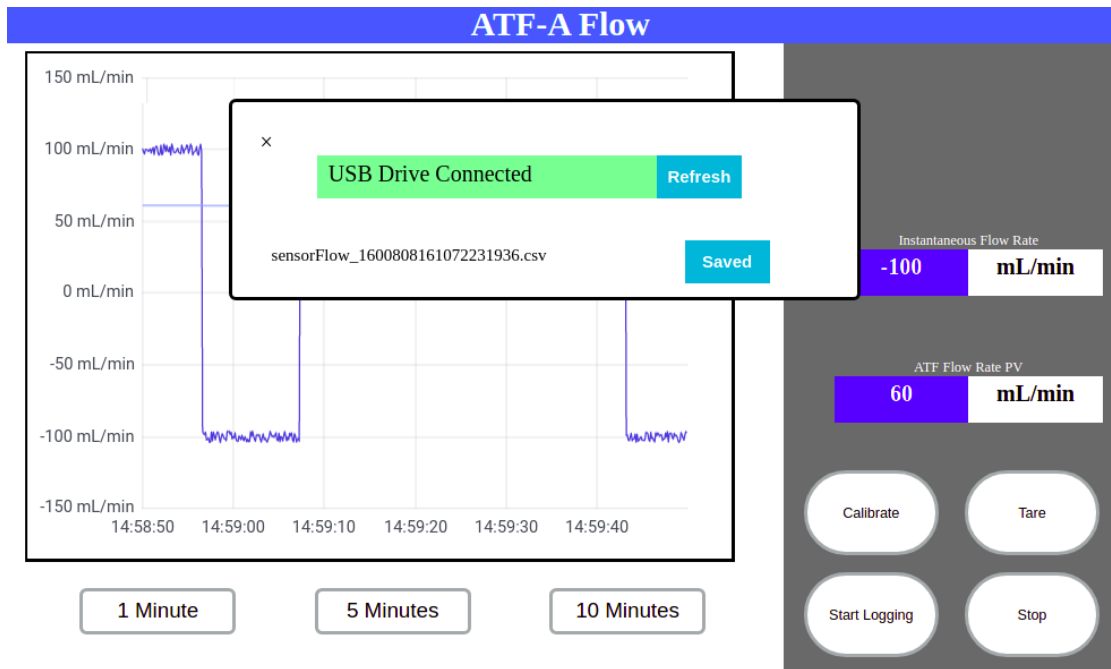 ATF-A Flow
150 mL/min
100 mL/min
50 mL/min
0 mL/min
-50 mL/min
-100 mL/min
-150 mL/min
14:58:50 14:59:00 14:59:10 14:59:20 14:59:30 14:59:40
×
USB Drive Connected Refresh
sensorFlow_1600808161072231936.csv Saved
Instantaneous Flow Rate
-100 mL/min
ATF Flow Rate PV
60 mL/min
Calibrate Tare
Start Logging Stop
1 Minute 5 Minutes 10 Minutes